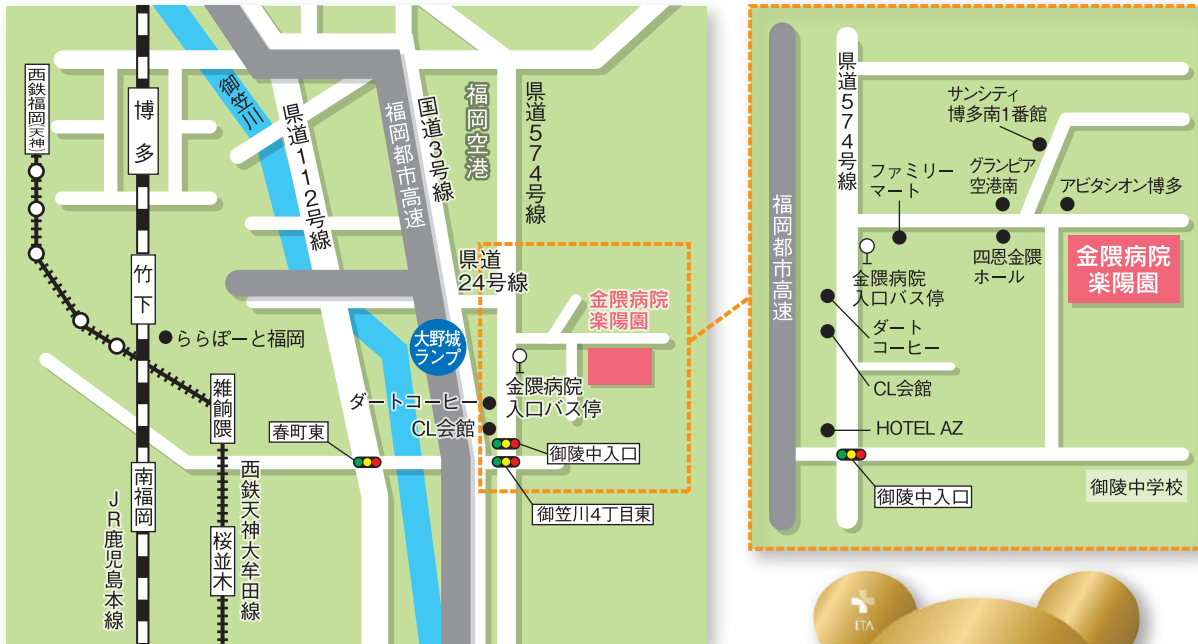 西鉄福岡(天神)
博多
竹下
南福岡
JR鹿児島本線
ららぽーと福岡
雑餉隈
桜並木
西鉄天神大牟田線
御笠川
県道112号線
福岡都市高速
国道3号線
福岡空港
県道574号線
県道
24号線
大野城
ランプ
金隈病院
楽陽園
金隈病院
入口バス停
ダートコーヒー
CL会館
春町東
御陵中入口
御笠川4丁目東
福岡都市高速
県道574号線
サンシティ
博多南1番館
ファミリー
マート
グランピア
空港南
アビタシオン博多
金隈病院
入口バス停
四恩金隈
ホール
金隈病院
楽陽園
ダート
コーヒー
CL会館
HOTEL AZ
御陵中入口
御陵中学校
LTA